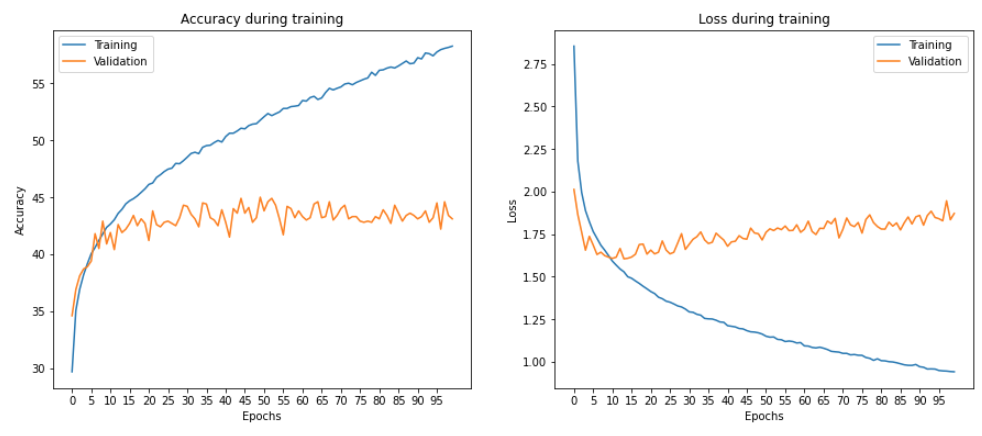 Accuracy during training
Training
Validation
55
50
45
40
35
30
Accuracy
0 5 10 15 20 25 30 35 40 45 50 55 60 65 70 75 80 85 90 95
Epochs
Loss during training
Training
Validation
2.75
2.50
2.25
2.00
1.75
1.50
1.25
1.00
Loss
0 5 10 15 20 25 30 35 40 45 50 55 60 65 70 75 80 85 90 95
Epochs